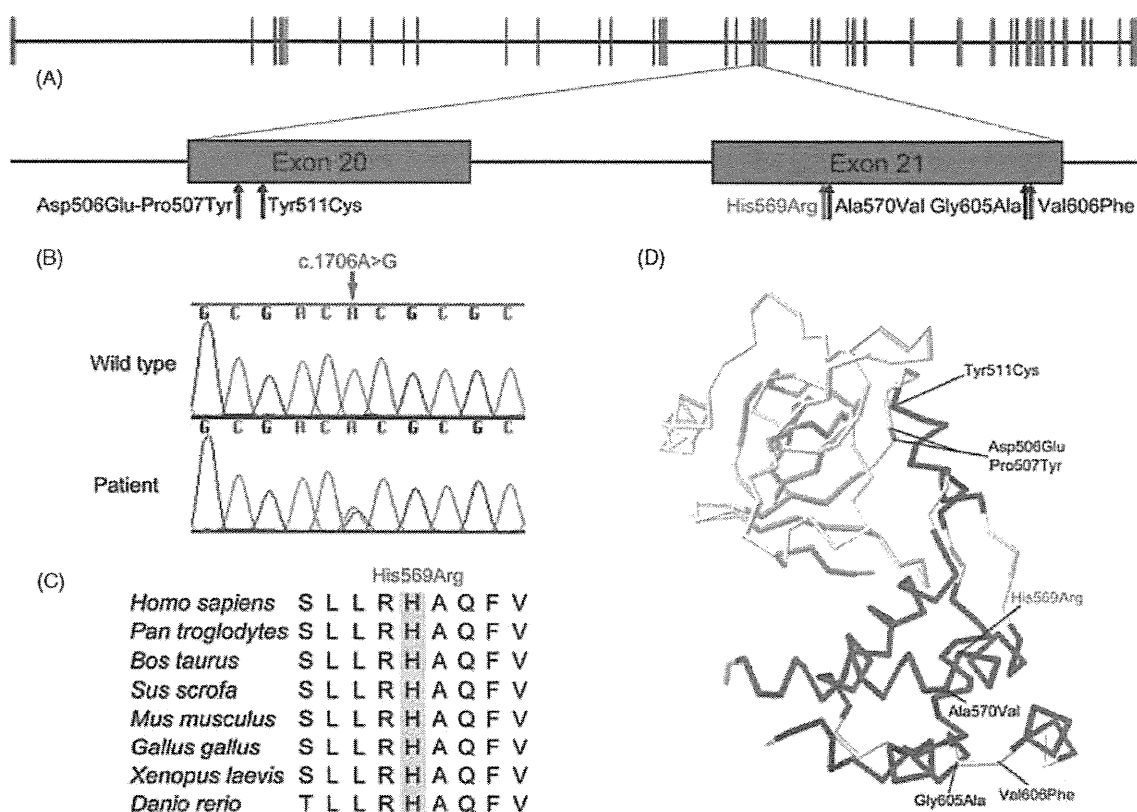 (A)
Exon 20
Exon 21
Asp506Glu-Pro507Tyr
Tyr511Cys
His569Arg
Ala570Val
Gly605Ala
Val606Phe
(B)
c.1706A>G
G C G A C A C G C G C
Wild type
G C G A C A C G C G C
Patient
(C)
His569Arg
Homo sapiens S L L R H A Q F V
Pan troglodytes S L L R H A Q F V
Bos taurus S L L R H A Q F V
Sus scrofa S L L R H A Q F V
Mus musculus S L L R H A Q F V
Gallus gallus S L L R H A Q F V
Xenopus laevis S L L R H A Q F V
Danio rerio T L L R H A Q F V
(D)
Tyr511Cys
Asp506Glu
Pro507Tyr
His569Arg
Ala570Val
Gly605Ala
Val606Phe